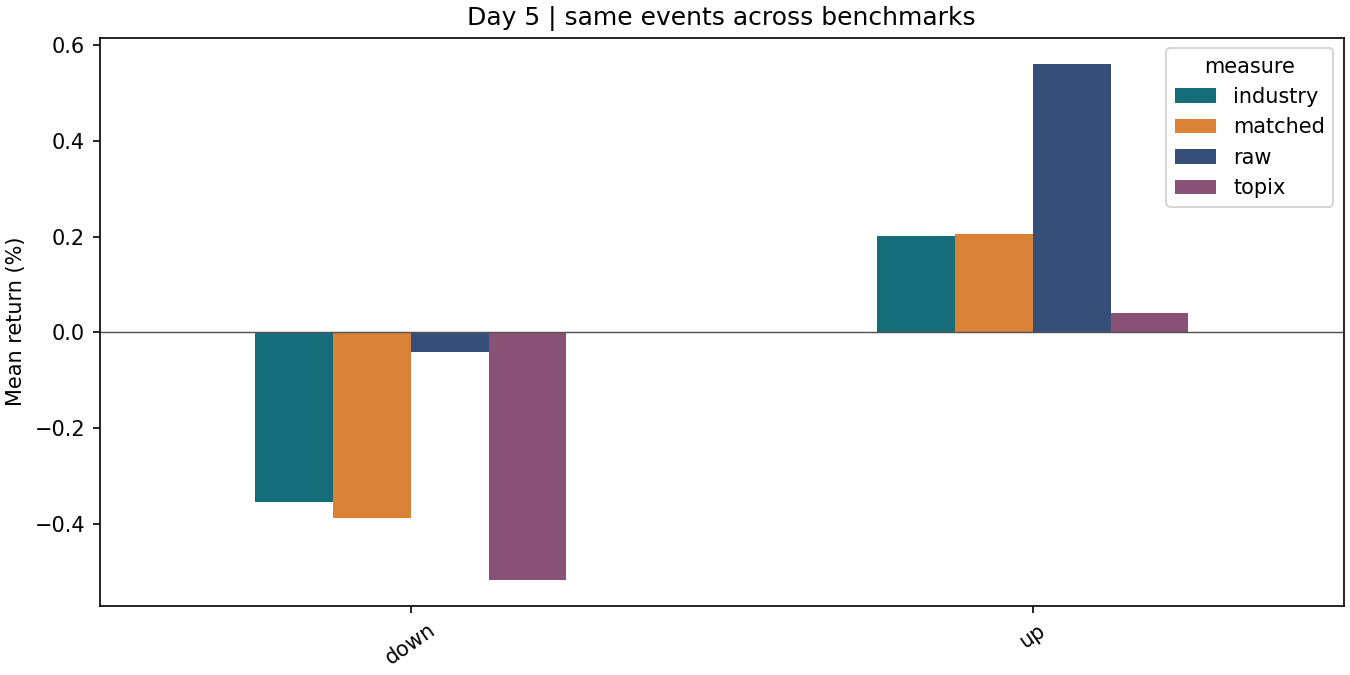 Day 5 | same events across benchmarks
measure
industry
matched
raw
topix
Mean return (%)
0.6
0.4
0.2
0.0
−0.2
−0.4
down
up